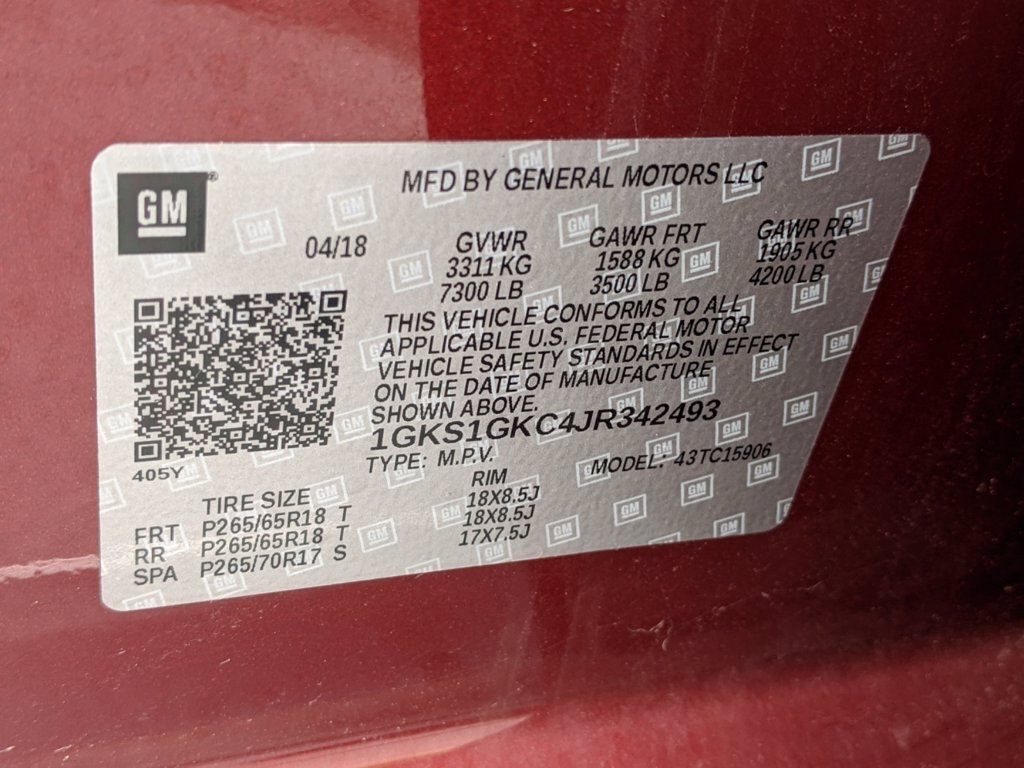 GM
MFD BY GENERAL MOTORS LLC
04/18
GVWR GAWR FRT GAWR RR
3311 KG 1588 KG 1905 KG
7300 LB 3500 LB 4200 LB
THIS VEHICLE CONFORMS TO ALL
APPLICABLE U.S. FEDERAL MOTOR
VEHICLE SAFETY STANDARDS IN EFFECT
ON THE DATE OF MANUFACTURE
SHOWN ABOVE.
1GKS1GKC4JR342493
405Y
TYPE: M.P.V. MODEL: 43TC15906
TIRE SIZE RIM
FRT P265/65R18 T 18X8.5J
RR P265/65R18 T 18X8.5J
SPA P265/70R17 S 17X7.5J